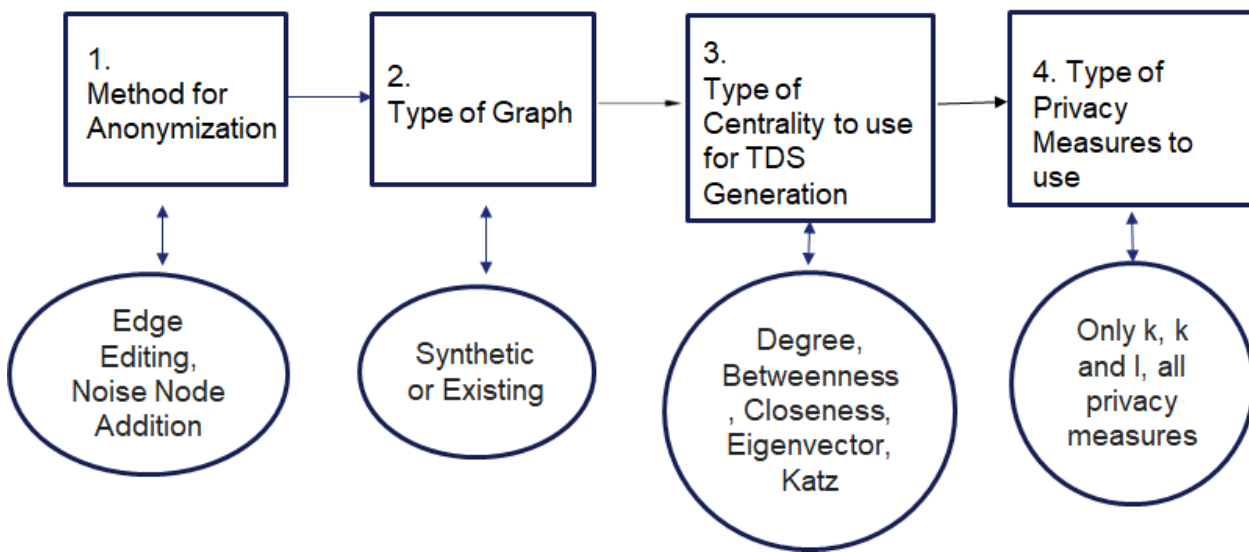 1.
Method for
Anonymization
2.
Type of Graph
3.
Type of
Centrality to use
for TDS
Generation
4. Type of
Privacy
Measures to
use
Edge
Editing,
Noise Node
Addition
Synthetic
or Existing
Degree,
Betweenness
, Closeness,
Eigenvector,
Katz
Only k, k
and l, all
privacy
measures